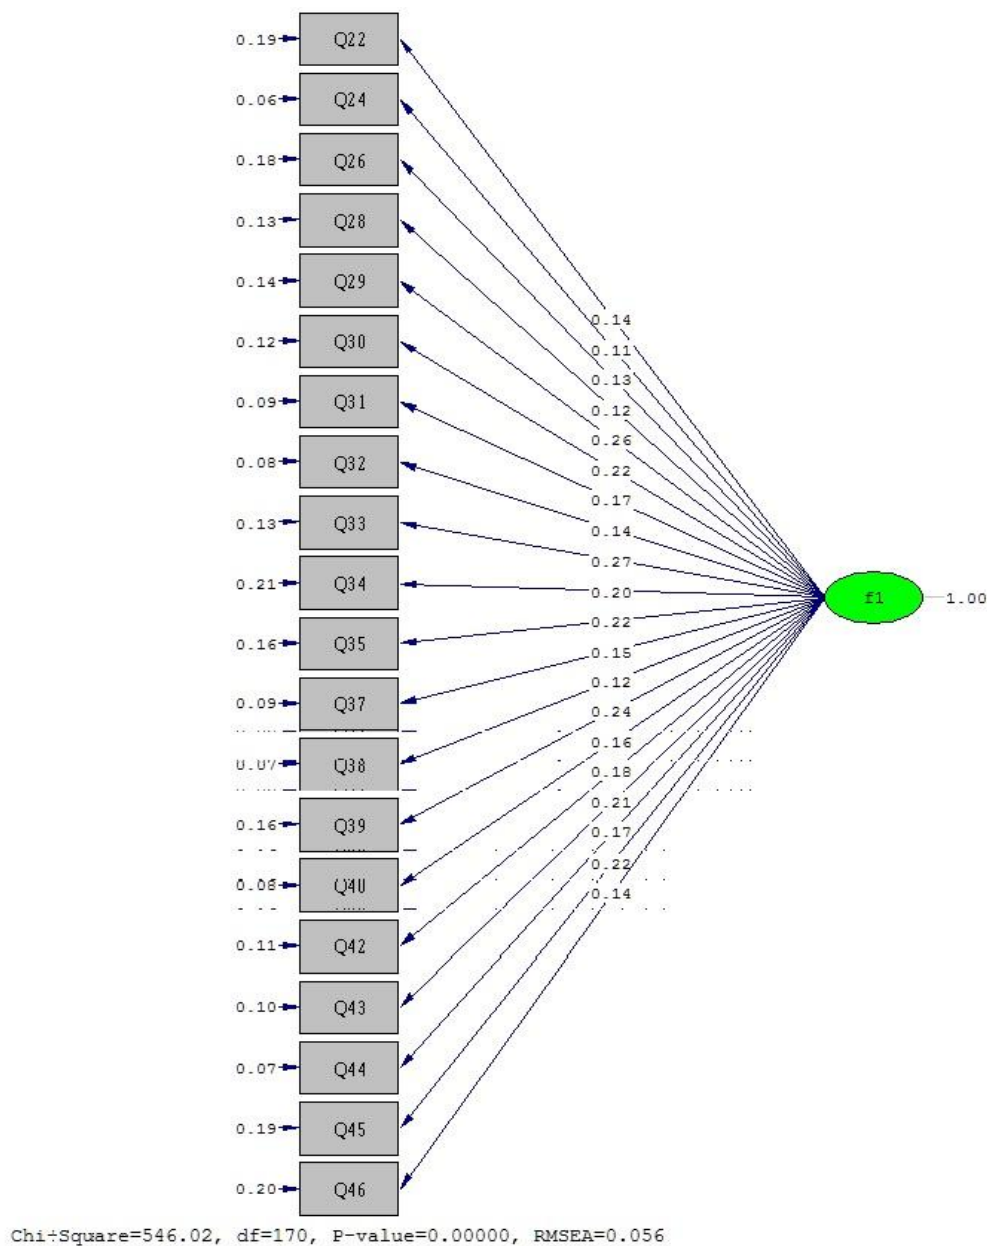 0.19 Q22
0.06 Q24
0.18 Q26
0.13 Q28
0.14 Q29
0.14
0.12 Q30
0.11
0.13
0.09 Q31
0.12
0.26
0.08 Q32
0.22
0.17
0.13 Q33
0.14
0.27
0.21 Q34
0.20
f1 1.00
0.22
0.16 Q35
0.15
0.12
0.09 Q37
0.24
0.16
0.07 Q38
0.18
0.21
0.16 Q39
0.17
0.22
0.08 Q40
0.14
0.11 Q42
0.10 Q43
0.07 Q44
0.19 Q45
0.20 Q46
Chi÷Square=546.02, df=170, P-value=0.00000, RMSEA=0.056